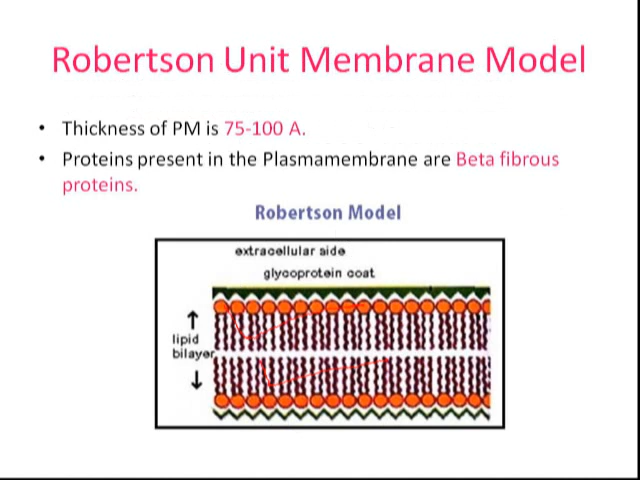 Robertson Unit Membrane Model
• Thickness of PM is 75-100 A.
• Proteins present in the Plasmamembrane are Beta fibrous
proteins.
Robertson Model
extracellular side
glycoprotein coat
lipid
bilayer